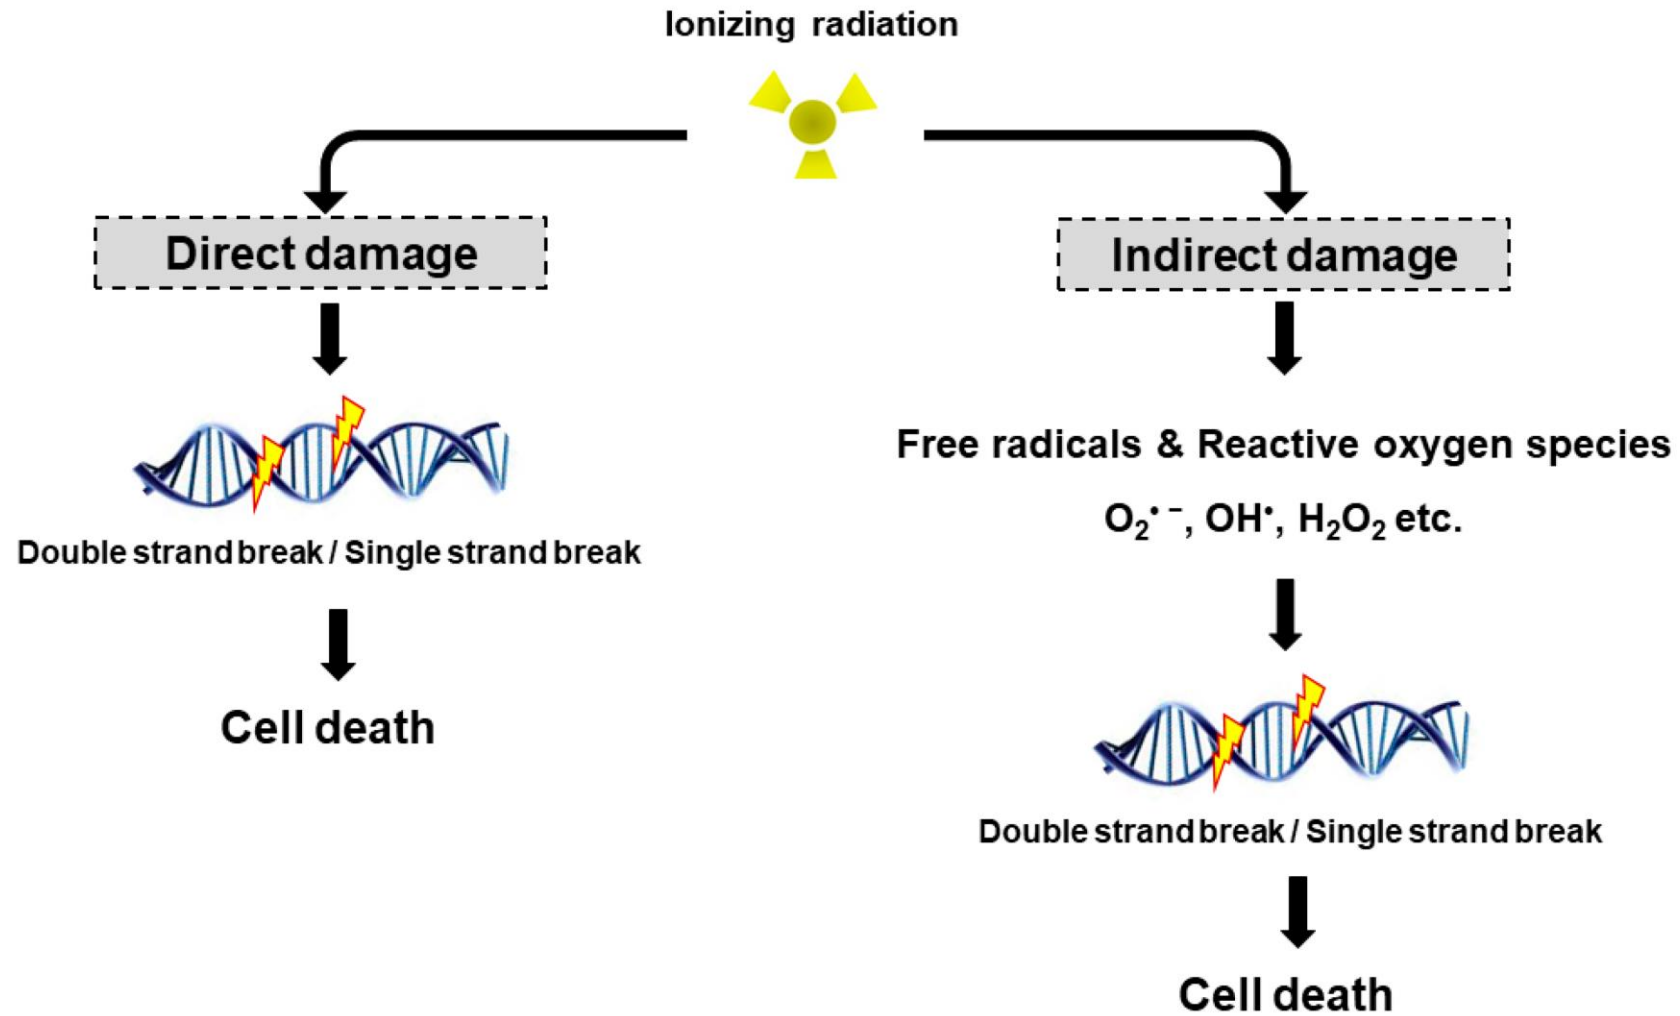 Ionizing radiation
Direct damage
Double strand break / Single strand break
Cell death
Indirect damage
Free radicals & Reactive oxygen species
O₂•⁻, OH•, H₂O₂ etc.
Double strand break / Single strand break
Cell death